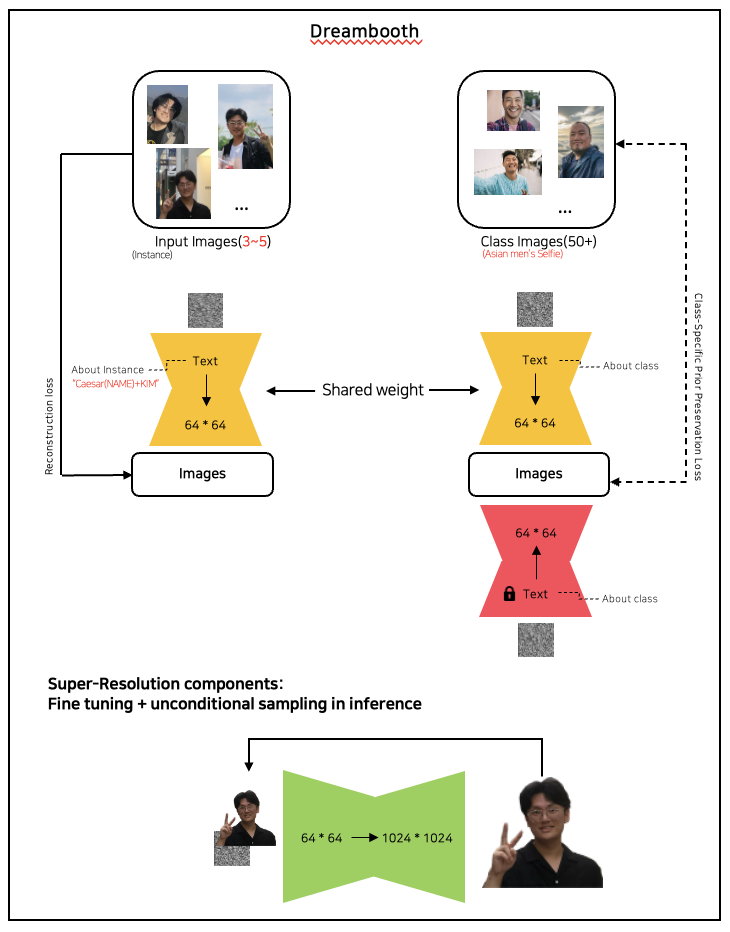 Dreambooth
...
...
Input Images(3~5)
(Instance)
Class Images(50+)
(Asian men's Selfie)
About Instance
"Caesar(NAME)+KIM"
Text
64 * 64
Shared weight
Text
64 * 64
About class
Reconstruction loss
Class-Specific Prior Preservation Loss
Images
Images
64 * 64
Text
About class
Super-Resolution components:
Fine tuning + unconditional sampling in inference
64 * 64
1024 * 1024